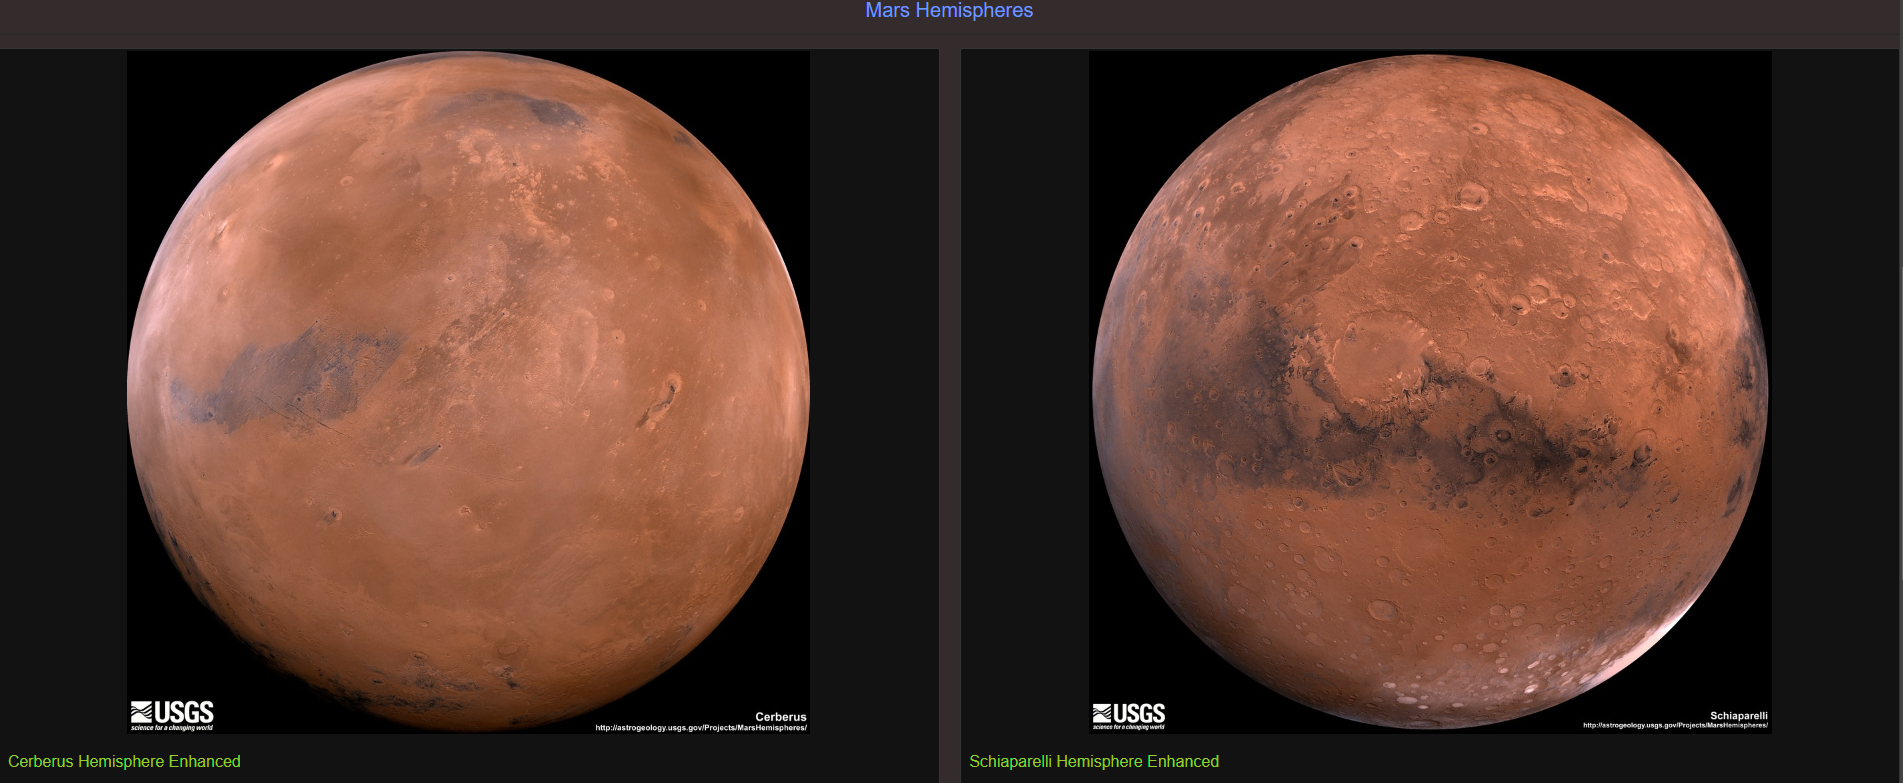 Mars Hemispheres
USGS
science for a changing world
Cerberus
http://astrogeology.usgs.gov/Projects/MarsHemispheres/
Cerberus Hemisphere Enhanced
USGS
science for a changing world
Schiaparelli
http://astrogeology.usgs.gov/Projects/MarsHemispheres/
Schiaparelli Hemisphere Enhanced